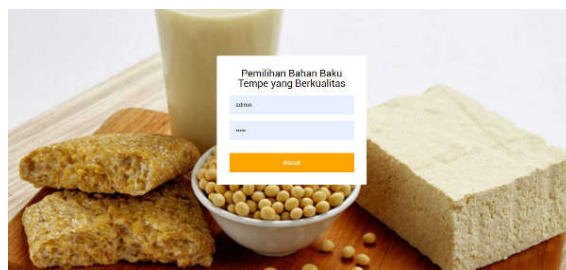 Pemilihan Bahan Baku
Tempe yang Berkualitas
admin
•••••
Masuk